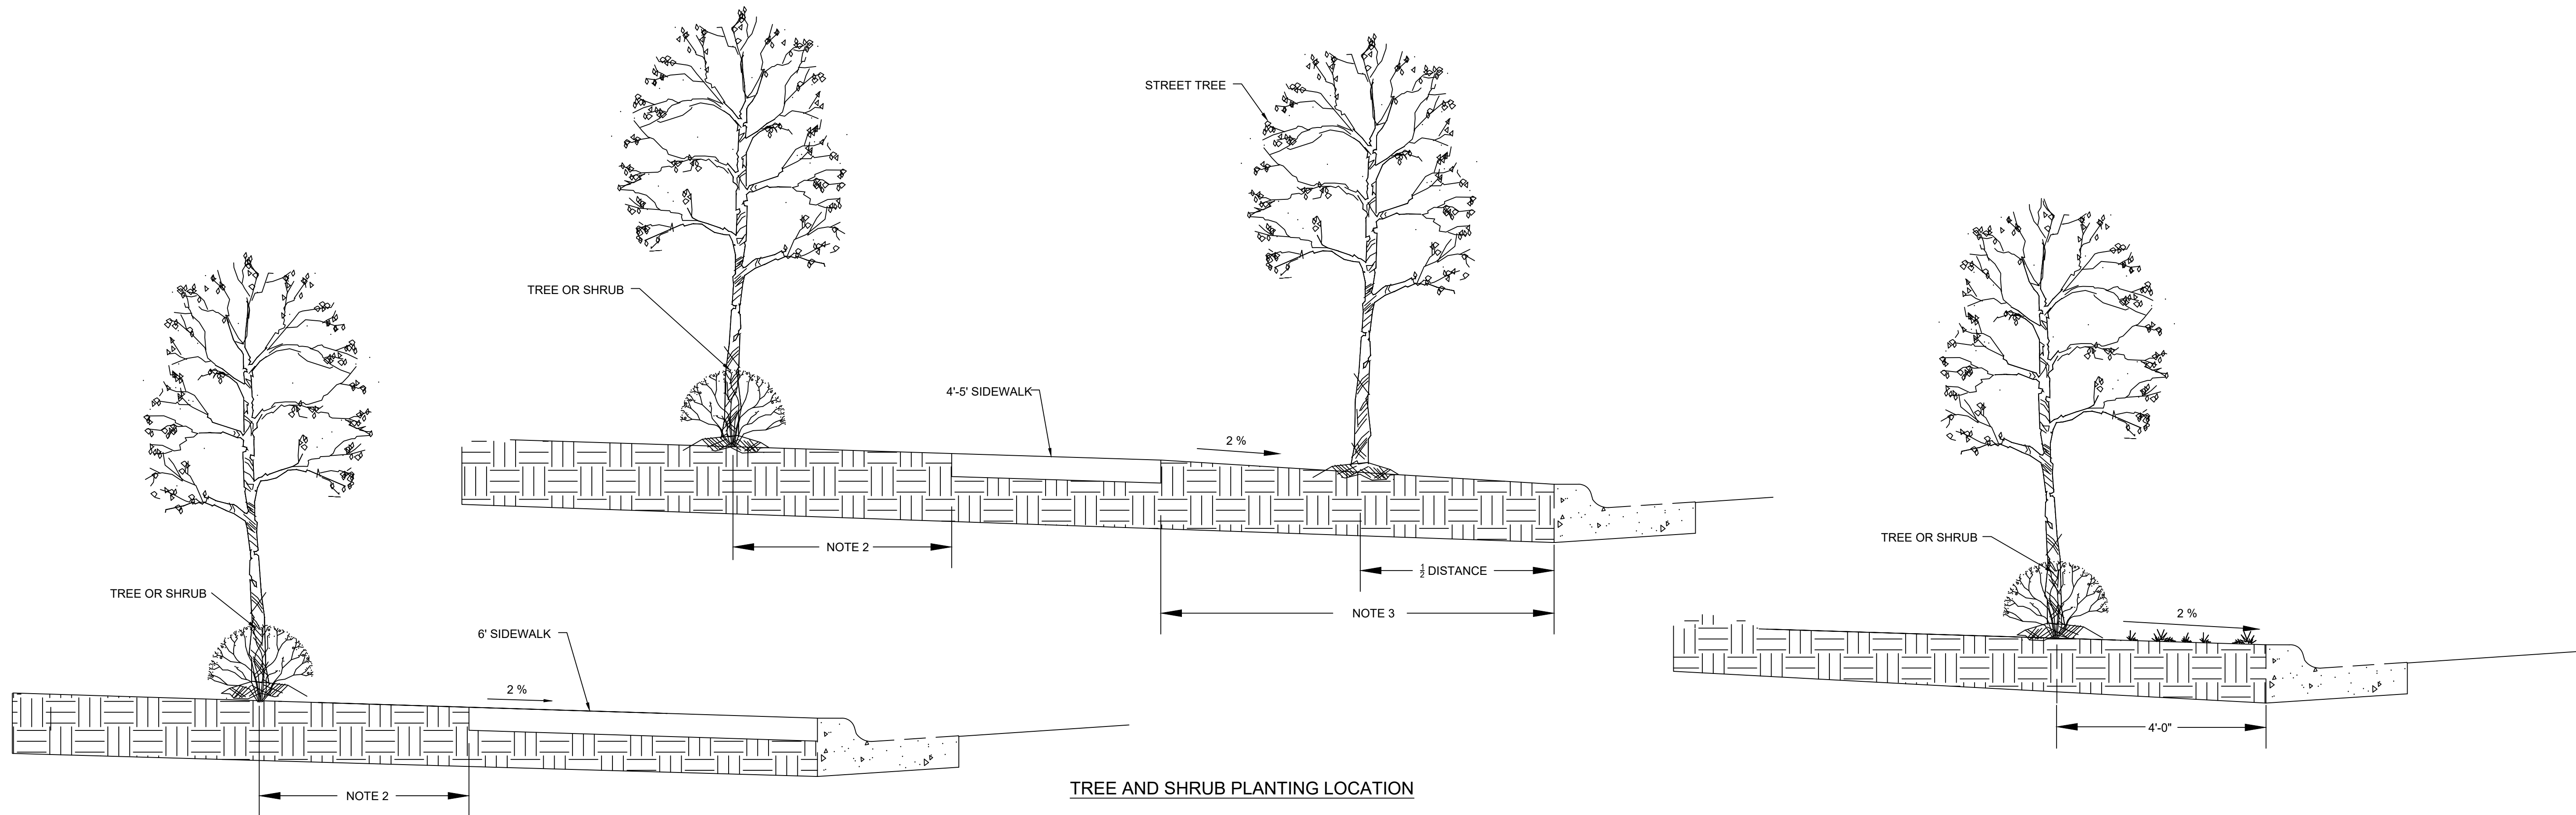 STREET TREE
TREE OR SHRUB
4'-5' SIDEWALK
2 %
NOTE 2
½ DISTANCE
NOTE 3
TREE OR SHRUB
6' SIDEWALK
2 %
NOTE 2
TREE OR SHRUB
2 %
4'-0"
TREE AND SHRUB PLANTING LOCATION